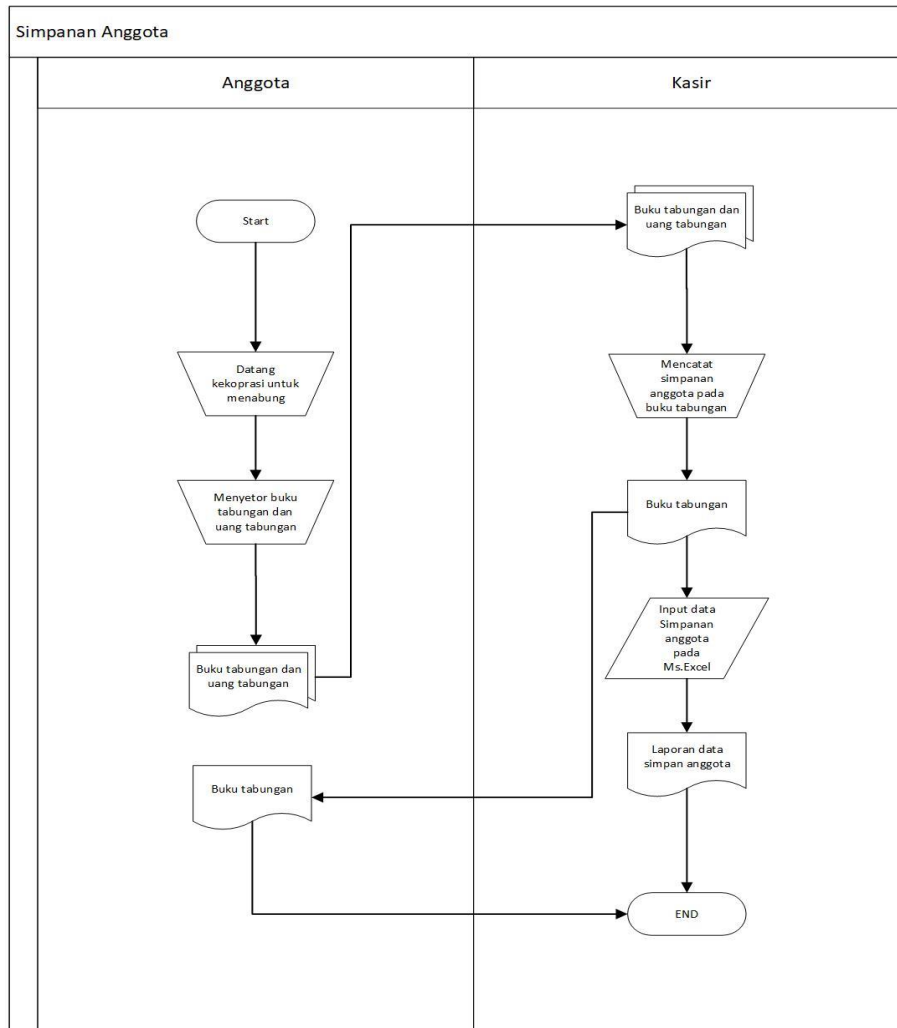 Simpanan Anggota
Anggota
Kasir
Start
Datang
kekoprasi untuk
menabung
Menyetor buku
tabungan dan
uang tabungan
Buku tabungan dan
uang tabungan
Buku tabungan
Buku tabungan dan
uang tabungan
Mencatat
simpanan
anggota pada
buku tabungan
Buku tabungan
Input data
Simpanan
anggota
pada
Ms.Excel
Laporan data
simpan anggota
END